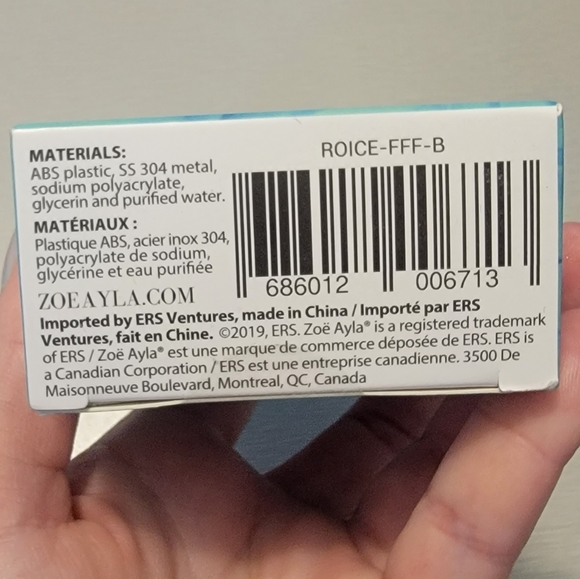 MATERIALS:
ABS plastic, SS 304 metal,
sodium polyacrylate,
glycerin and purified water.
MATÉRIAUX :
Plastique ABS, acier inox 304,
polyacrylate de sodium,
glycérine et eau purifiée
ZOEAYLA.COM
ROICE-FFF-B
686012 006713
Imported by ERS Ventures, made in China / Importé par ERS
Ventures, fait en Chine. ©2019, ERS. Zoë Ayla® is a registered trademark
of ERS / Zoë Ayla® est une marque de commerce déposée de ERS. ERS is
a Canadian Corporation / ERS est une entreprise canadienne. 3500 De
Maisonneuve Boulevard, Montreal, QC, Canada